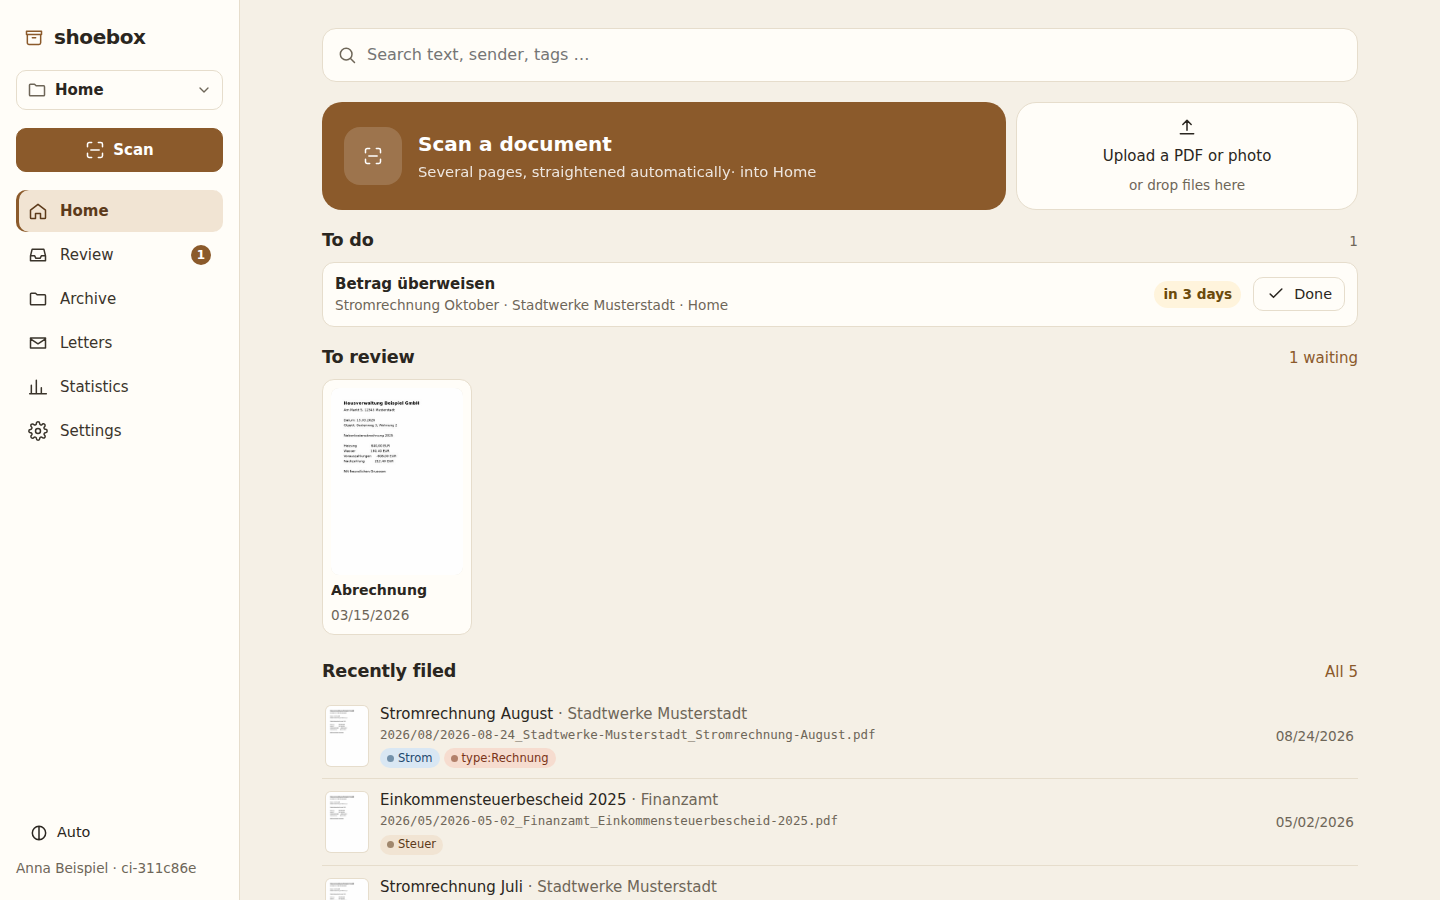 shoebox
Home
Scan
Home
Review 1
Archive
Letters
Statistics
Settings
Auto
Anna Beispiel · ci-311c86e
Search text, sender, tags ...
Scan a document
Several pages, straightened automatically· into Home
Upload a PDF or photo
or drop files here
To do 1
Betrag überweisen
Stromrechnung Oktober · Stadtwerke Musterstadt · Home
in 3 days Done
To review 1 waiting
Hausverwaltung Beispiel GmbH
Abrechnung
03/15/2026
Recently filed All 5
Stromrechnung August · Stadtwerke Musterstadt
2026/08/2026-08-24_Stadtwerke-Musterstadt_Stromrechnung-August.pdf
Strom type:Rechnung
08/24/2026
Einkommensteuerbescheid 2025 · Finanzamt
2026/05/2026-05-02_Finanzamt_Einkommensteuerbescheid-2025.pdf
Steuer
05/02/2026
Stromrechnung Juli · Stadtwerke Musterstadt